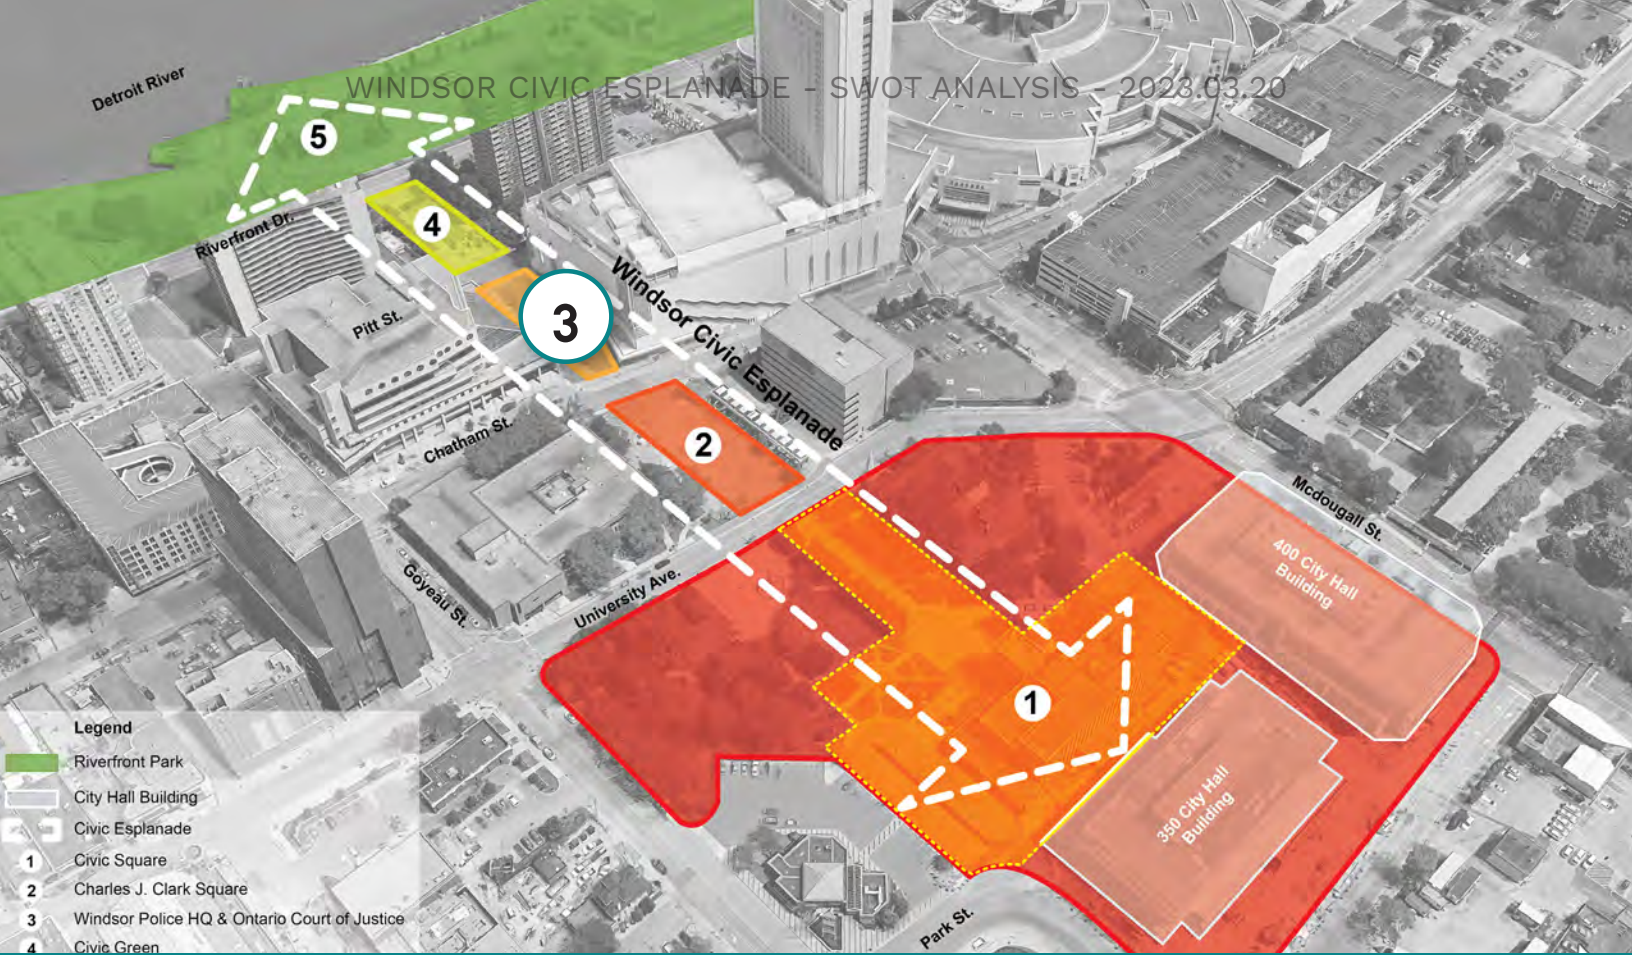 WINDSOR CIVIC ESPLANADE - SWOT ANALYSIS - 2023.03.20
Detroit River
5
4
Riverfront Dr.
3
Pitt St.
Windsor Civic Esplanade
2
Chatham St.
Mcdougall St.
400 City Hall
Building
Goyeau St.
University Ave.
1
350 City Hall
Building
Park St.
Legend
Riverfront Park
City Hall Building
Civic Esplanade
1 Civic Square
2 Charles J. Clark Square
3 Windsor Police HQ & Ontario Court of Justice
4 Civic Green